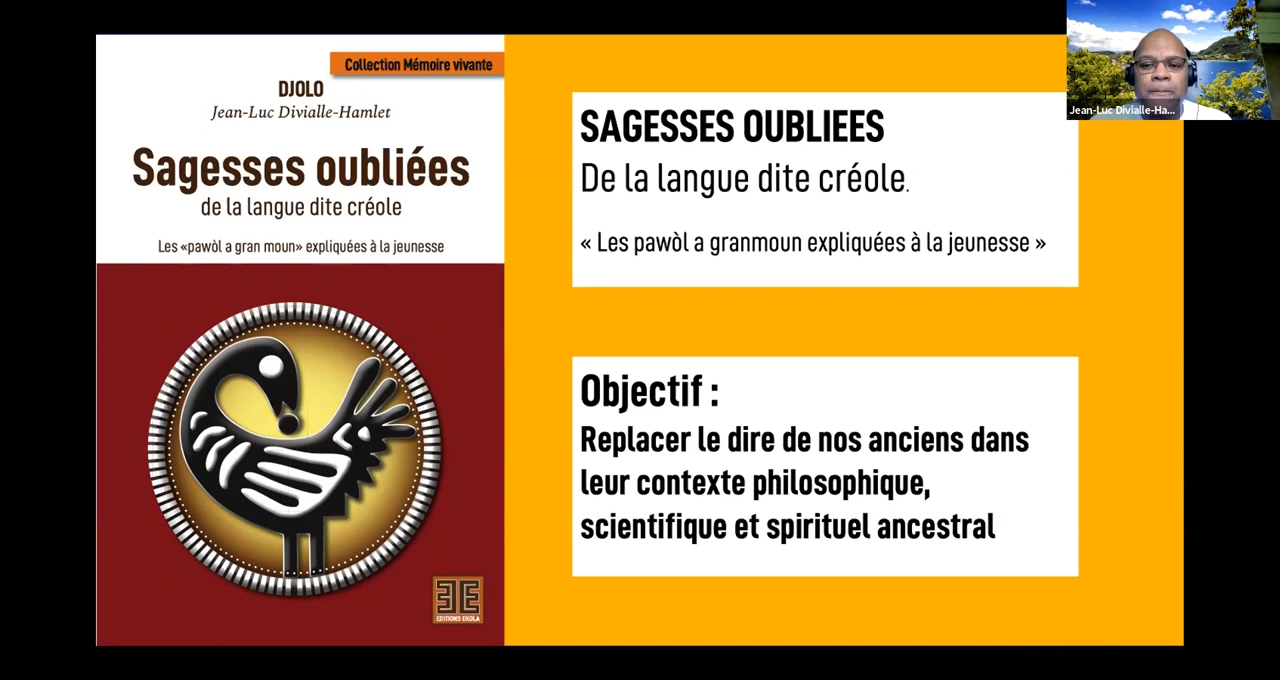 Collection Mémoire vivante
DJOLO
Jean-Luc Divialle-Hamlet
Sagesses oubliées
de la langue dite créole
Les «pawòl a gran moun» expliquées à la jeunesse
EDITIONS EKOLA
SAGESSES OUBLIEES
De la langue dite créole.
« Les pawòl a granmoun expliquées à la jeunesse »
Objectif :
Replacer le dire de nos anciens dans
leur contexte philosophique,
scientifique et spirituel ancestral
Jean-Luc Divialle-Ha...